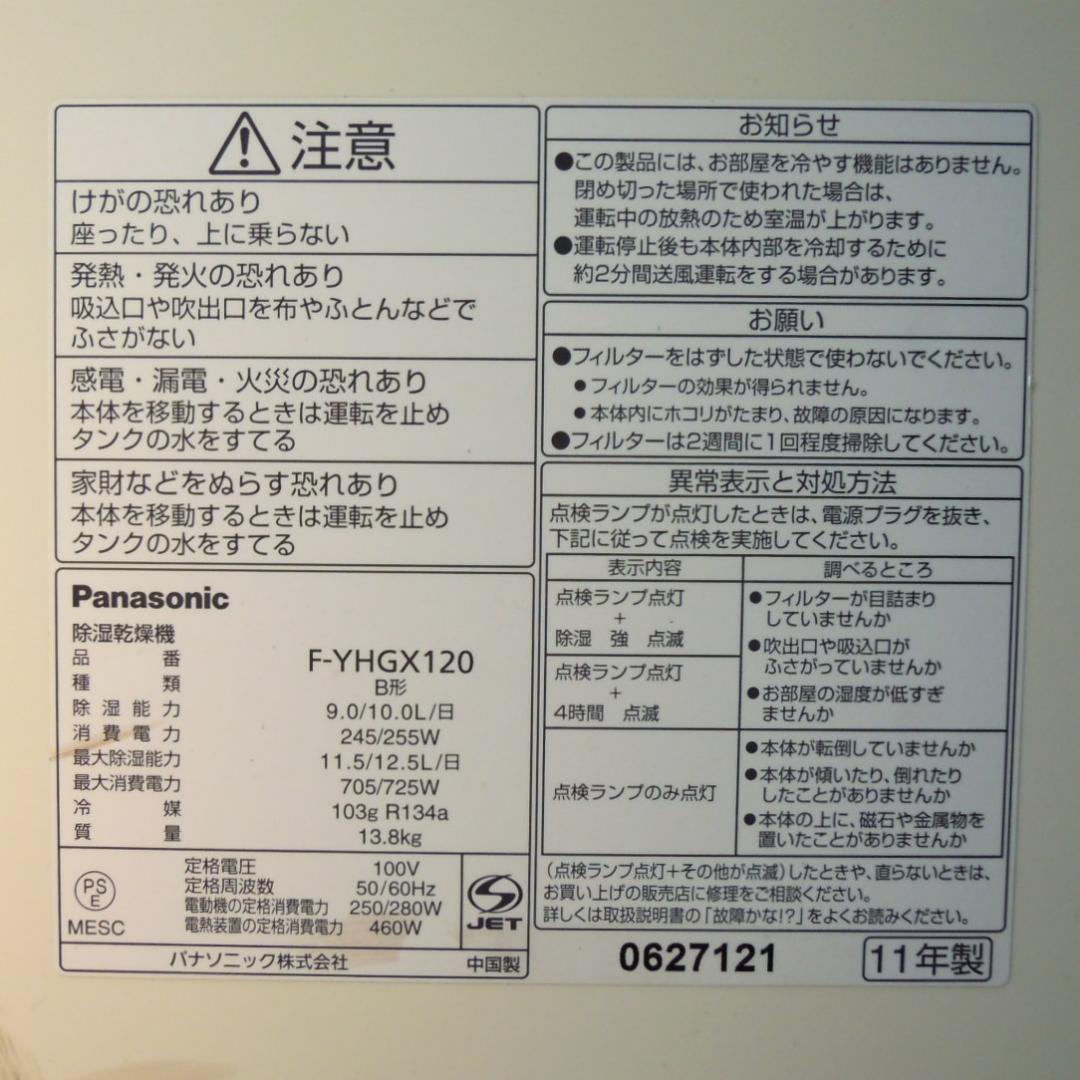 注意
けがの恐れあり
座ったり、上に乗らない
発熱・発火の恐れあり
吸込口や吹出口を布やふとんなどで
ふさがない
感電・漏電・火災の恐れあり
本体を移動するときは運転を止め
タンクの水をすてる
家財などをぬらす恐れあり
本体を移動するときは運転を止め
タンクの水をすてる
Panasonic
除湿乾燥機
品番 F-YHGX120
種類 B形
除湿能力 9.0/10.0L/日
消費電力 245/255W
最大除湿能力 11.5/12.5L/日
最大消費電力 705/725W
冷媒 103g R134a
質量 13.8kg
PS
E
MESC
定格電圧 100V
定格周波数 50/60Hz
電動機の定格消費電力 250/280W
電熱装置の定格消費電力 460W
JET
パナソニック株式会社 中国製
お知らせ
●この製品には、お部屋を冷やす機能はありません。
閉め切った場所で使われた場合は、
運転中の放熱のため室温が上がります。
●運転停止後も本体内部を冷却するために
約2分間送風運転をする場合があります。
お願い
●フィルターをはずした状態で使わないでください。
●フィルターの効果が得られません。
●本体内にホコリがたまり、故障の原因になります。
●フィルターは2週間に1回程度掃除してください。
異常表示と対処方法
点検ランプが点灯したときは、電源プラグを抜き、
下記に従って点検を実施してください。
表示内容 調べるところ
点検ランプ点灯
+
除湿 強 点滅
点検ランプ点灯
+
4時間 点滅
●フィルターが目詰まり
していませんか
●吹出口や吸込口が
ふさがっていませんか
●お部屋の湿度が低すぎ
ませんか
点検ランプのみ点灯
●本体が転倒していませんか
●本体が傾いたり、倒れたり
したことがありませんか
●本体の上に、磁石や金属物を
置いたことがありませんか
(点検ランプ点灯+その他が点滅)したときや、直らないときは、
お買い上げの販売店に修理をご相談ください。
詳しくは取扱説明書の「故障かな!?」をよくお読みください。
0627121 11年製